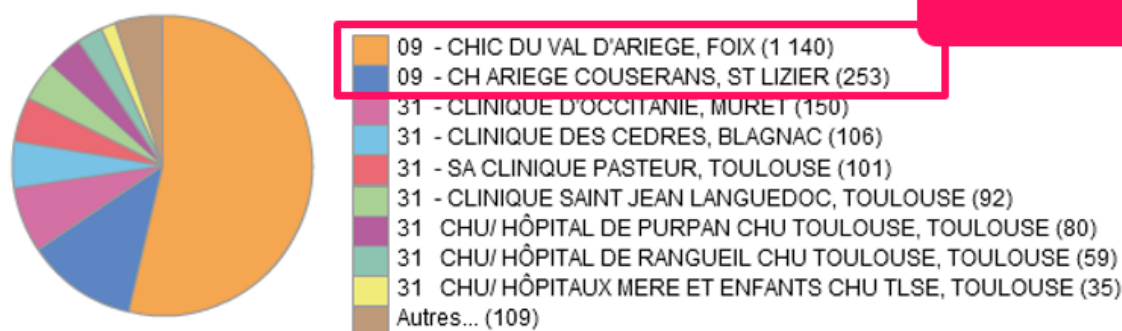 09 - CHIC DU VAL D'ARIEGE, FOIX (1 140)
09 - CH ARIEGE COUSERANS, ST LIZIER (253)
31 - CLINIQUE D'OCCITANIE, MURET (150)
31 - CLINIQUE DES CEDRES, BLAGNAC (106)
31 - SA CLINIQUE PASTEUR, TOULOUSE (101)
31 - CLINIQUE SAINT JEAN LANGUEDOC, TOULOUSE (92)
31 CHU/ HÔPITAL DE PURPAN CHU TOULOUSE, TOULOUSE (80)
31 CHU/ HÔPITAL DE RANGUEIL CHU TOULOUSE, TOULOUSE (59)
31 CHU/ HÔPITAUX MERE ET ENFANTS CHU TLSE, TOULOUSE (35)
Autres... (109)